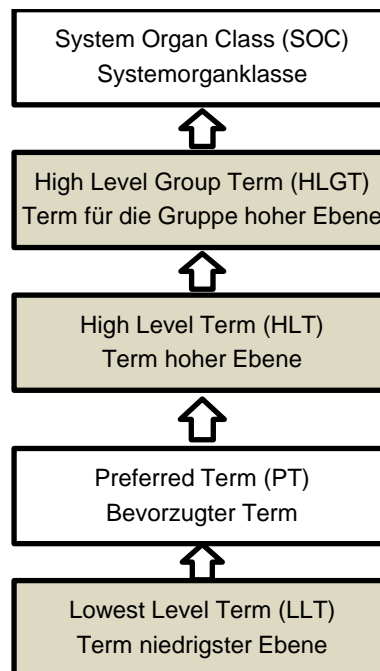 System Organ Class (SOC)
Systemorganklasse
High Level Group Term (HLGT)
Term für die Gruppe hoher Ebene
High Level Term (HLT)
Term hoher Ebene
Preferred Term (PT)
Bevorzugter Term
Lowest Level Term (LLT)
Term niedrigster Ebene